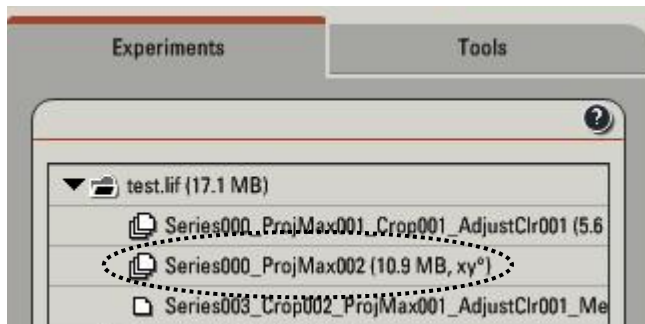 Experiments Tools
?
test.lif (17.1 MB)
Series000_ProjMax001_Crop001_AdjustClr001 (5.6
Series000_ProjMax002 (10.9 MB, xy°)
Series003_Crop002_ProjMax001_AdjustClr001_Me